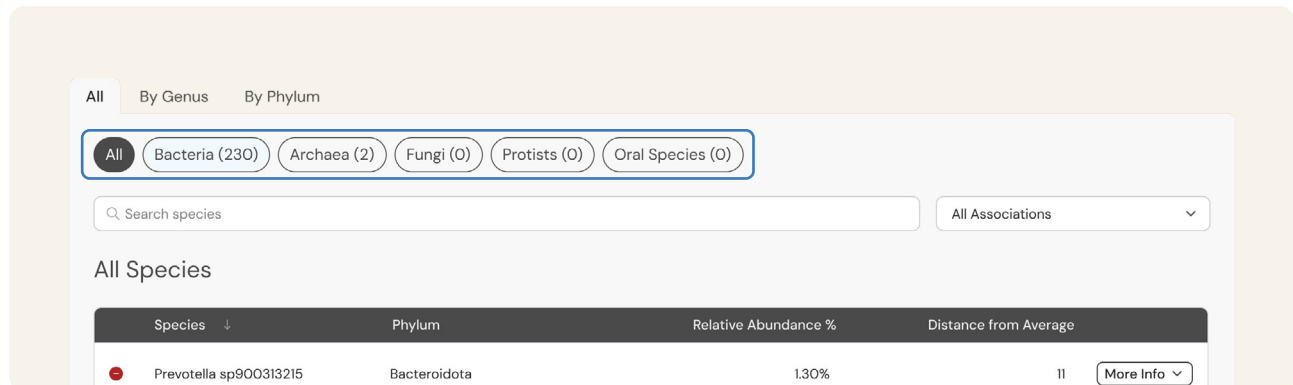 All By Genus By Phylum
All Bacteria (230) Archaea (2) Fungi (0) Protists (0) Oral Species (0)
Search species All Associations
All Species
Species ↓ Phylum Relative Abundance % Distance from Average
Prevotella sp900313215 Bacteroidota 1.30% 11 More Info